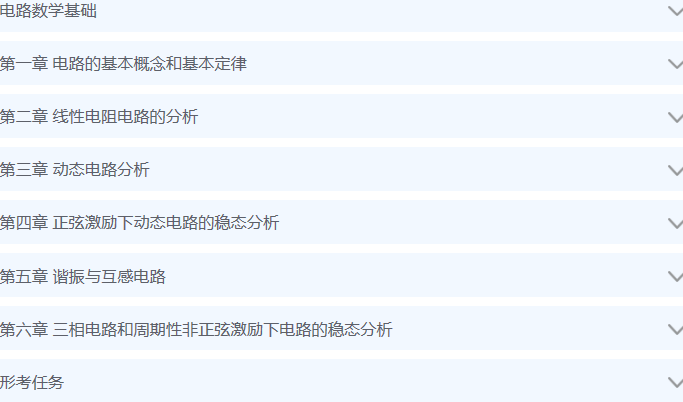 电路数学基础
第一章 电路的基本概念和基本定律
第二章 线性电阻电路的分析
第三章 动态电路分析
第四章 正弦激励下动态电路的稳态分析
第五章 谐振与互感电路
第六章 三相电路和周期性非正弦激励下电路的稳态分析
形考任务